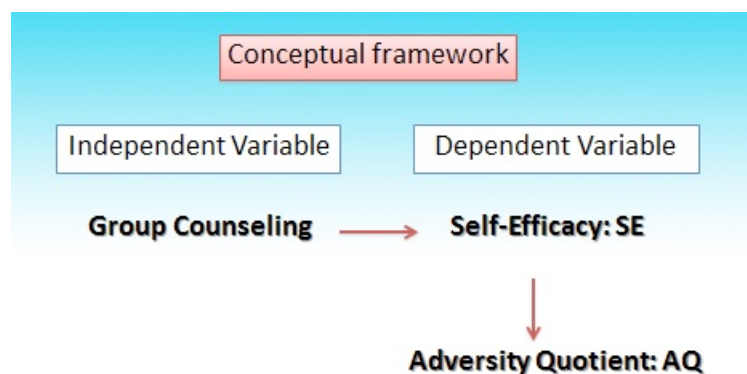 Conceptual framework
Independent Variable
Dependent Variable
Group Counseling
Self-Efficacy: SE
Adversity Quotient: AQ